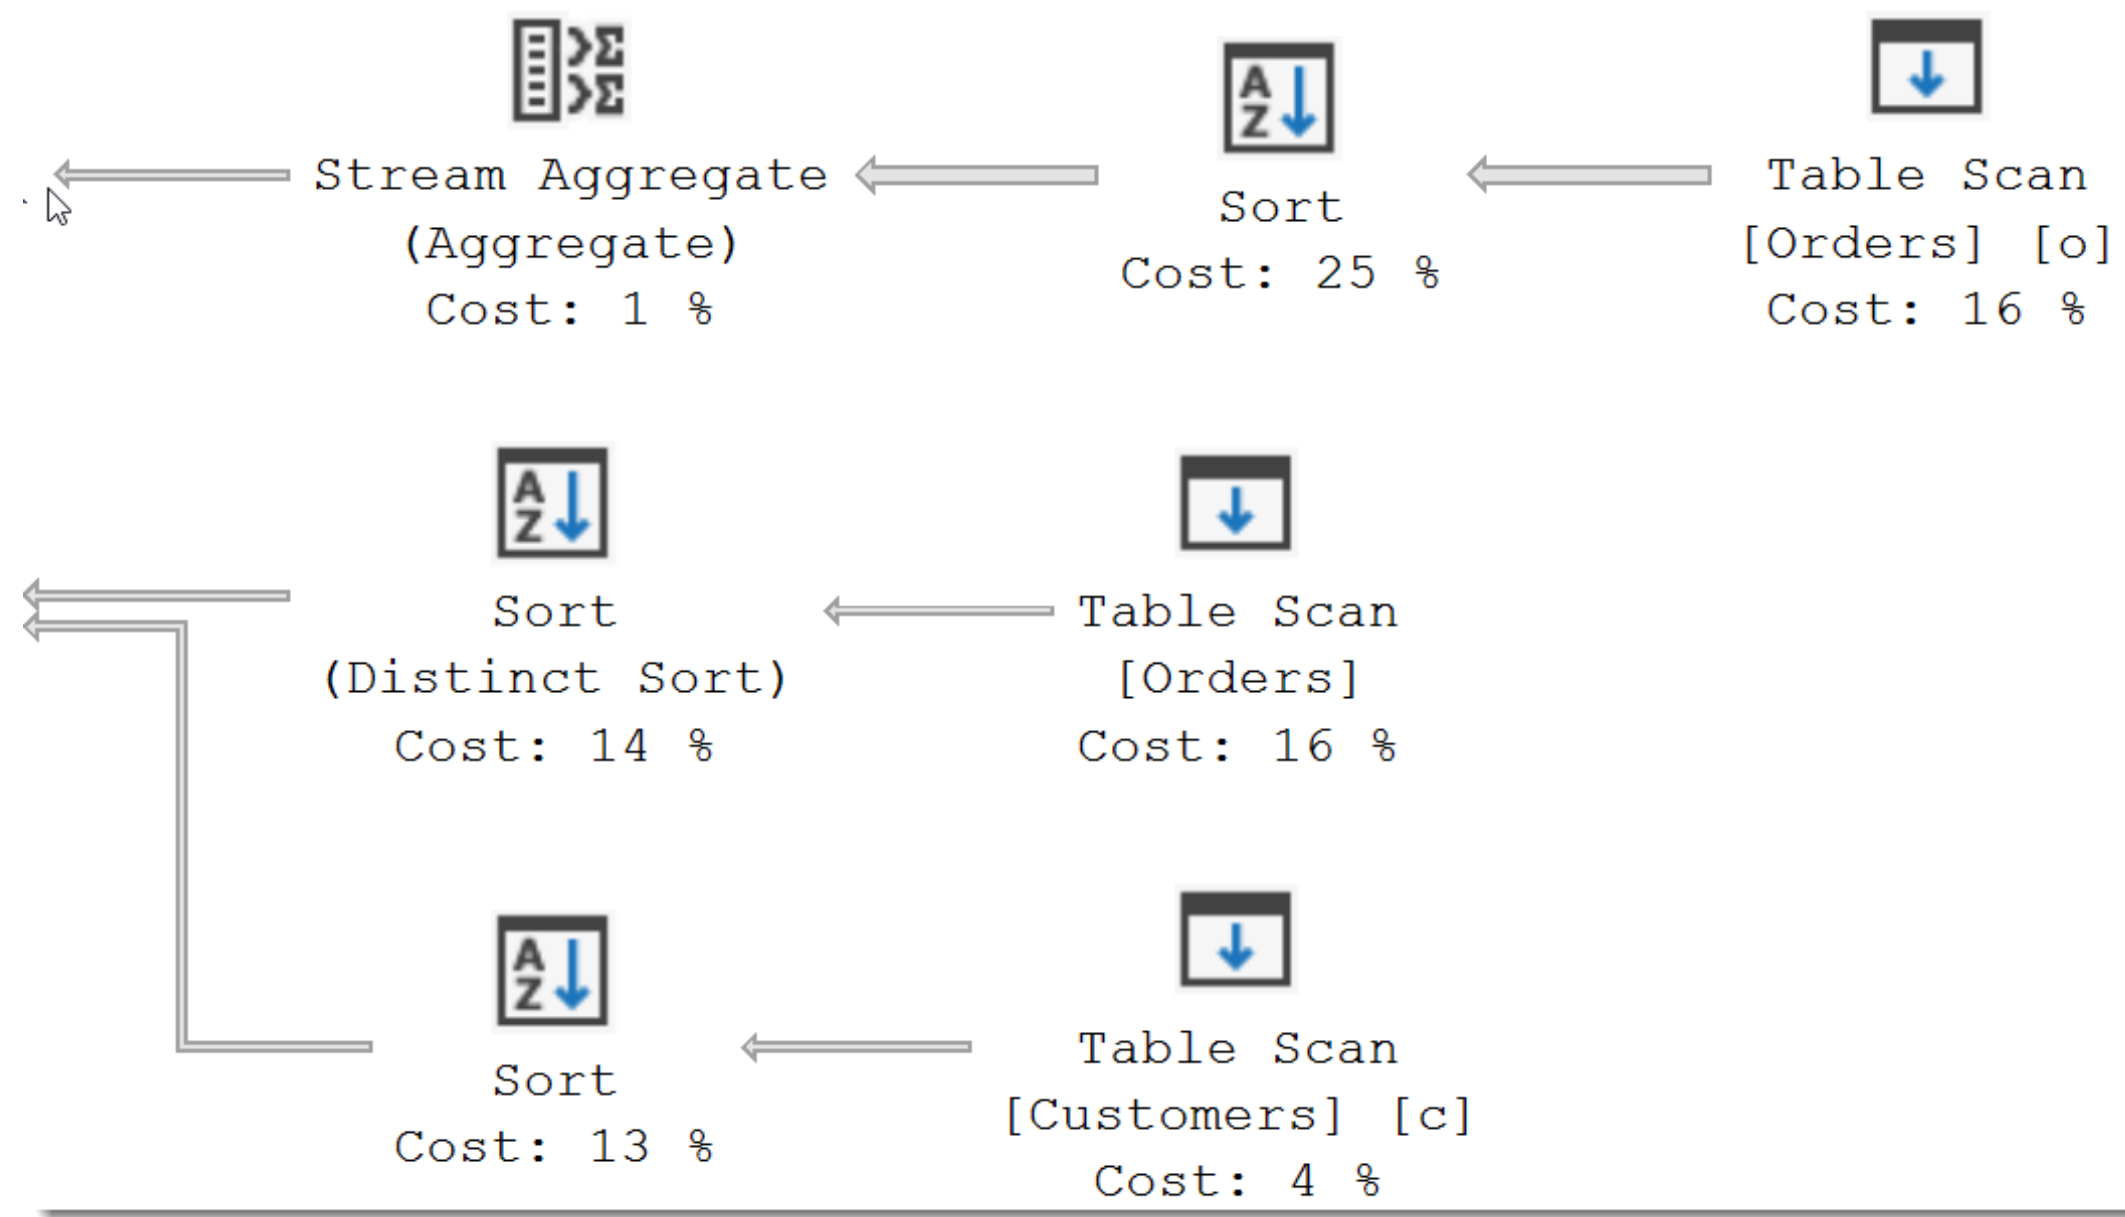 Stream Aggregate
(Aggregate)
Cost: 1 %
Sort
Cost: 25 %
Table Scan
[Orders] [o]
Cost: 16 %
Sort
(Distinct Sort)
Cost: 14 %
Table Scan
[Orders]
Cost: 16 %
Sort
Cost: 13 %
Table Scan
[Customers] [c]
Cost: 4 %